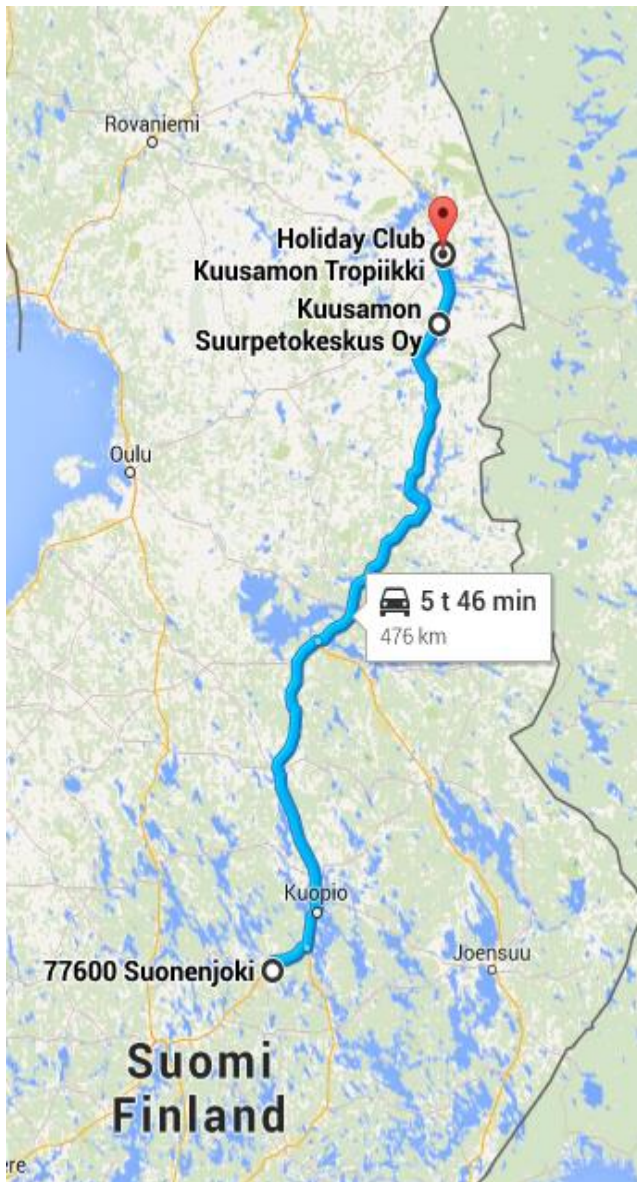 Rovaniemi
Holiday Club
Kuusamon Tropiikki
Kuusamon
Suurpetokeskus Oy
Oulu
5 t 46 min
476 km
Kuopio
77600 Suonenjoki
Joensuu
Suomi
Finland
ere